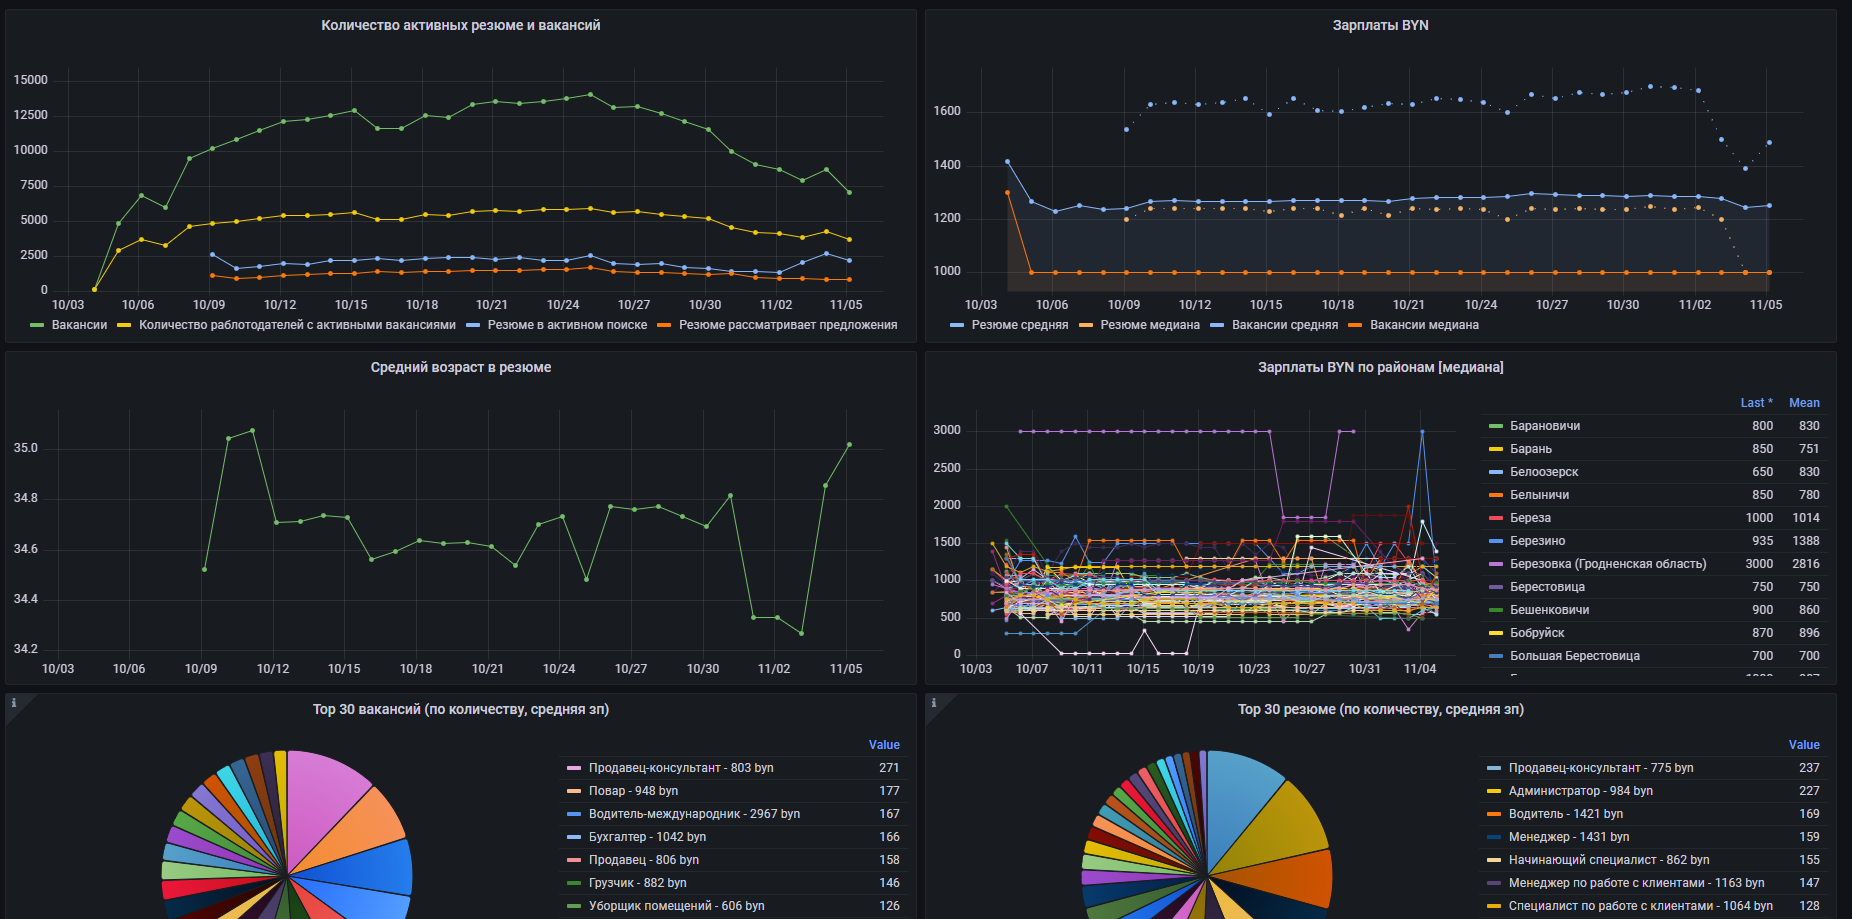 Количество активных резюме и вакансий
15000
12500
10000
7500
5000
2500
0
10/03 10/06 10/09 10/12 10/15 10/18 10/21 10/24 10/27 10/30 11/02 11/05
Вакансии Количество раблотодателей с активными вакансиями Резюме в активном поиске Резюме рассматривает предложения
Зарплаты BYN
1600
1400
1200
1000
10/03 10/06 10/09 10/12 10/15 10/18 10/21 10/24 10/27 10/30 11/02 11/05
Резюме средняя Резюме медиана Вакансии средняя Вакансии медиана
Средний возраст в резюме
35.0
34.8
34.6
34.4
34.2
10/03 10/06 10/09 10/12 10/15 10/18 10/21 10/24 10/27 10/30 11/02 11/05
Зарплаты BYN по районам [медиана]
3000
2500
2000
1500
1000
500
0
10/03 10/07 10/11 10/15 10/19 10/23 10/27 10/31 11/04
Last * Mean
Барановичи 800 830
Барань 850 751
Белоозерск 650 830
Белыничи 850 780
Береза 1000 1014
Березино 935 1388
Березовка (Гродненская область) 3000 2816
Берестовица 750 750
Бешенковичи 900 860
Бобруйск 870 896
Большая Берестовица 700 700
i
Top 30 вакансий (по количеству, средняя зп)
Value
Продавец-консультант - 803 byn 271
Повар - 948 byn 177
Водитель-международник - 2967 byn 167
Бухгалтер - 1042 byn 166
Продавец - 806 byn 158
Грузчик - 882 byn 146
Уборщик помещений - 606 byn 126
i
Top 30 резюме (по количеству, средняя зп)
Value
Продавец-консультант - 775 byn 237
Администратор - 984 byn 227
Водитель - 1421 byn 169
Менеджер - 1431 byn 159
Начинающий специалист - 862 byn 155
Менеджер по работе с клиентами - 1163 byn 147
Специалист по работе с клиентами - 1064 byn 128